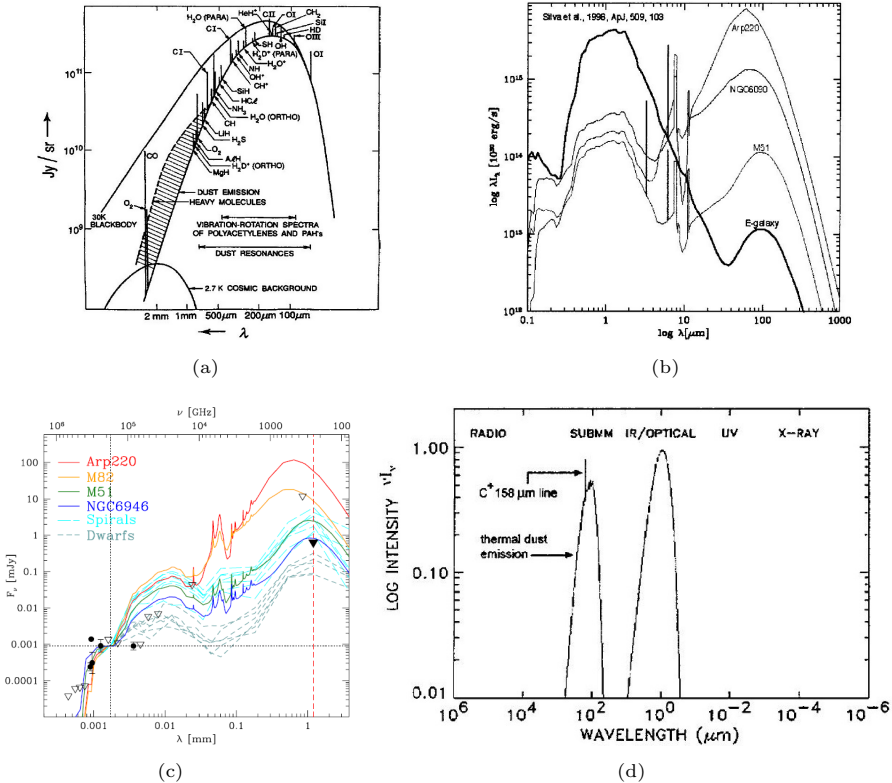 H₂O (PARA)
HeH⁺
CII
OI
CH₂
SiI
HD
OIII
CI
OH
OI
SH
H₂D⁺ (PARA)
H₂O⁺
NH
OH⁺
CH⁺
CI
SiH
HCℓ
NH₃
H₂O (ORTHO)
CH
LiH
H₂S
O₂
AℓH
H₂D⁺ (ORTHO)
MgH
CO
O₂
30K
BLACKBODY
DUST EMISSION
HEAVY MOLECULES
VIBRATION-ROTATION SPECTRA
OF POLYACETYLENES AND PAH's
DUST RESONANCES
2.7 K COSMIC BACKGROUND
Jy / sr →
10¹¹
10¹⁰
10⁹
2 mm 1mm 500μm 200μm 100μm
← λ
(a)
Silva et al., 1998, ApJ, 509, 103
Arp220
NGC6090
M51
E-galaxy
log λL_λ [10³⁰ erg/s]
0.1 1.0 10.0 100.0 1000
log λ[μm]
(b)
ν [GHz]
10⁶ 10⁵ 10⁴ 1000 100
Arp220
M82
M51
NGC6946
Spirals
Dwarfs
F_ν [mJy]
100
10
1
0.1
0.01
0.001
0.0001
0.001 0.01 0.1 1
λ [mm]
(c)
RADIO SUBMM IR/OPTICAL UV X-RAY
C⁺ 158 μm line
thermal dust
emission
LOG INTENSITY νI_ν
1.00
0.10
0.01
10⁶ 10⁴ 10² 10⁰ 10⁻² 10⁻⁴ 10⁻⁶
WAVELENGTH (μm)
(d)